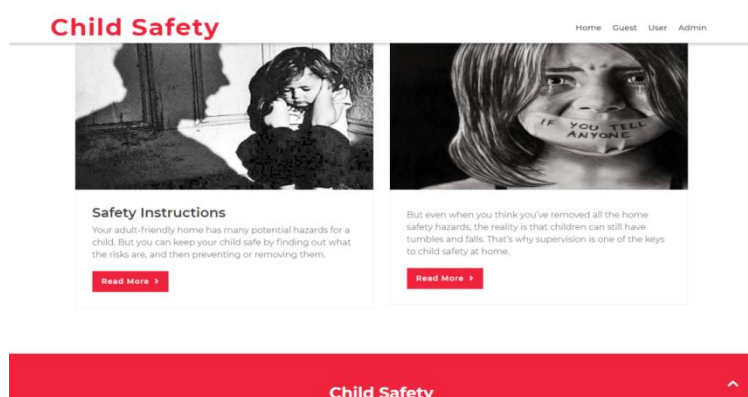 Child Safety
Home Guest User Admin
IF YOU TELL
ANYONE
Safety Instructions
Your adult-friendly home has many potential hazards for a
child. But you can keep your child safe by finding out what
the risks are, and then preventing or removing them.
Read More
But even when you think you've removed all the home
safety hazards, the reality is that children can still have
tumbles and falls. That's why supervision is one of the keys
to child safety at home.
Read More
Child Safety